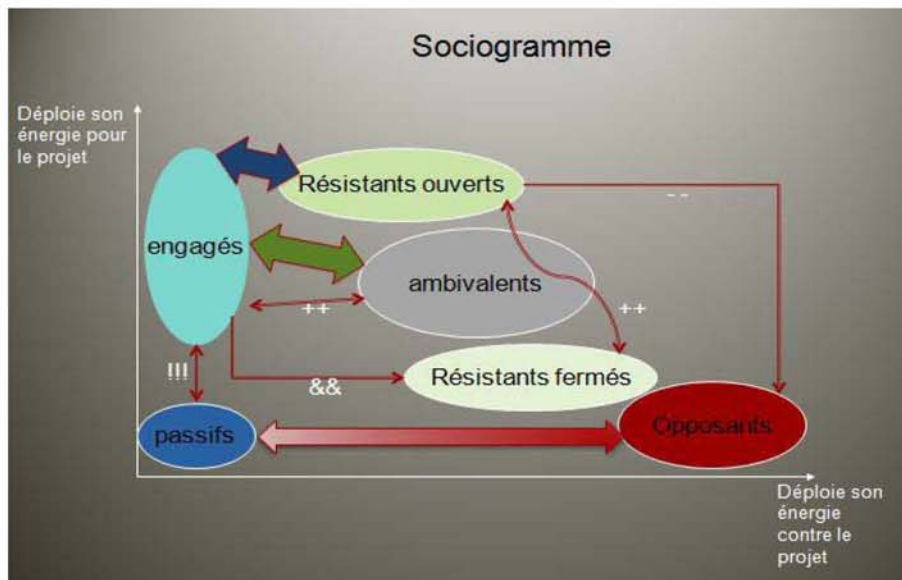 Sociogramme
Déploie son
énergie pour
le projet
Résistants ouverts
--
engagés
ambivalents
++
++
!!!
&&
Résistants fermés
passifs
Opposants
Déploie son
énergie
contre le
projet